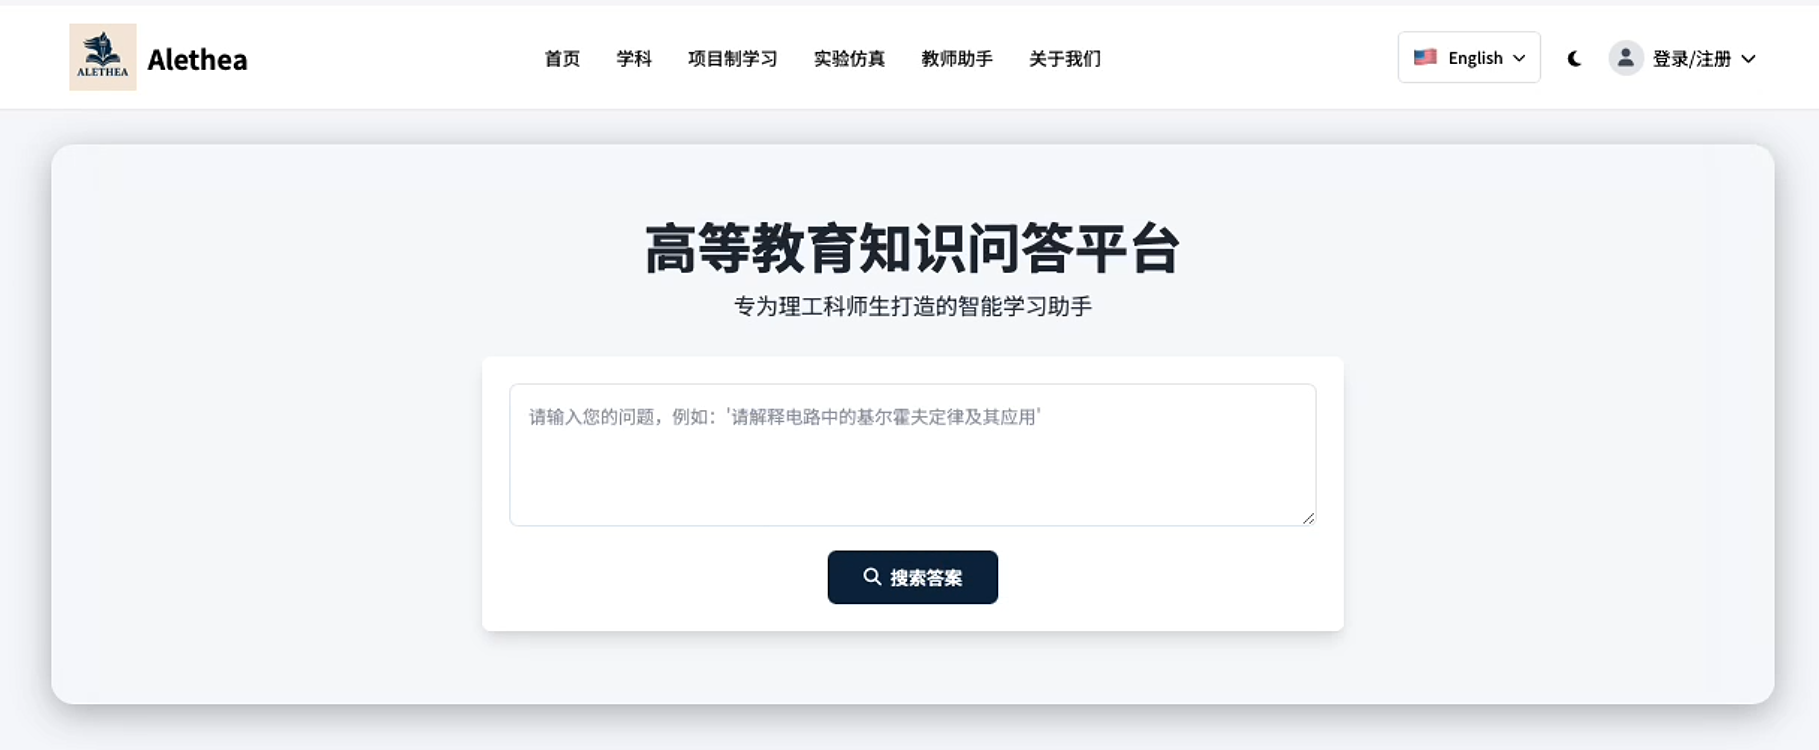 ALETHEA
Alethea
首页 学科 项目制学习 实验仿真 教师助手 关于我们
English
登录/注册
高等教育知识问答平台
专为理工科师生打造的智能学习助手
请输入您的问题，例如：'请解释电路中的基尔霍夫定律及其应用'
搜索答案